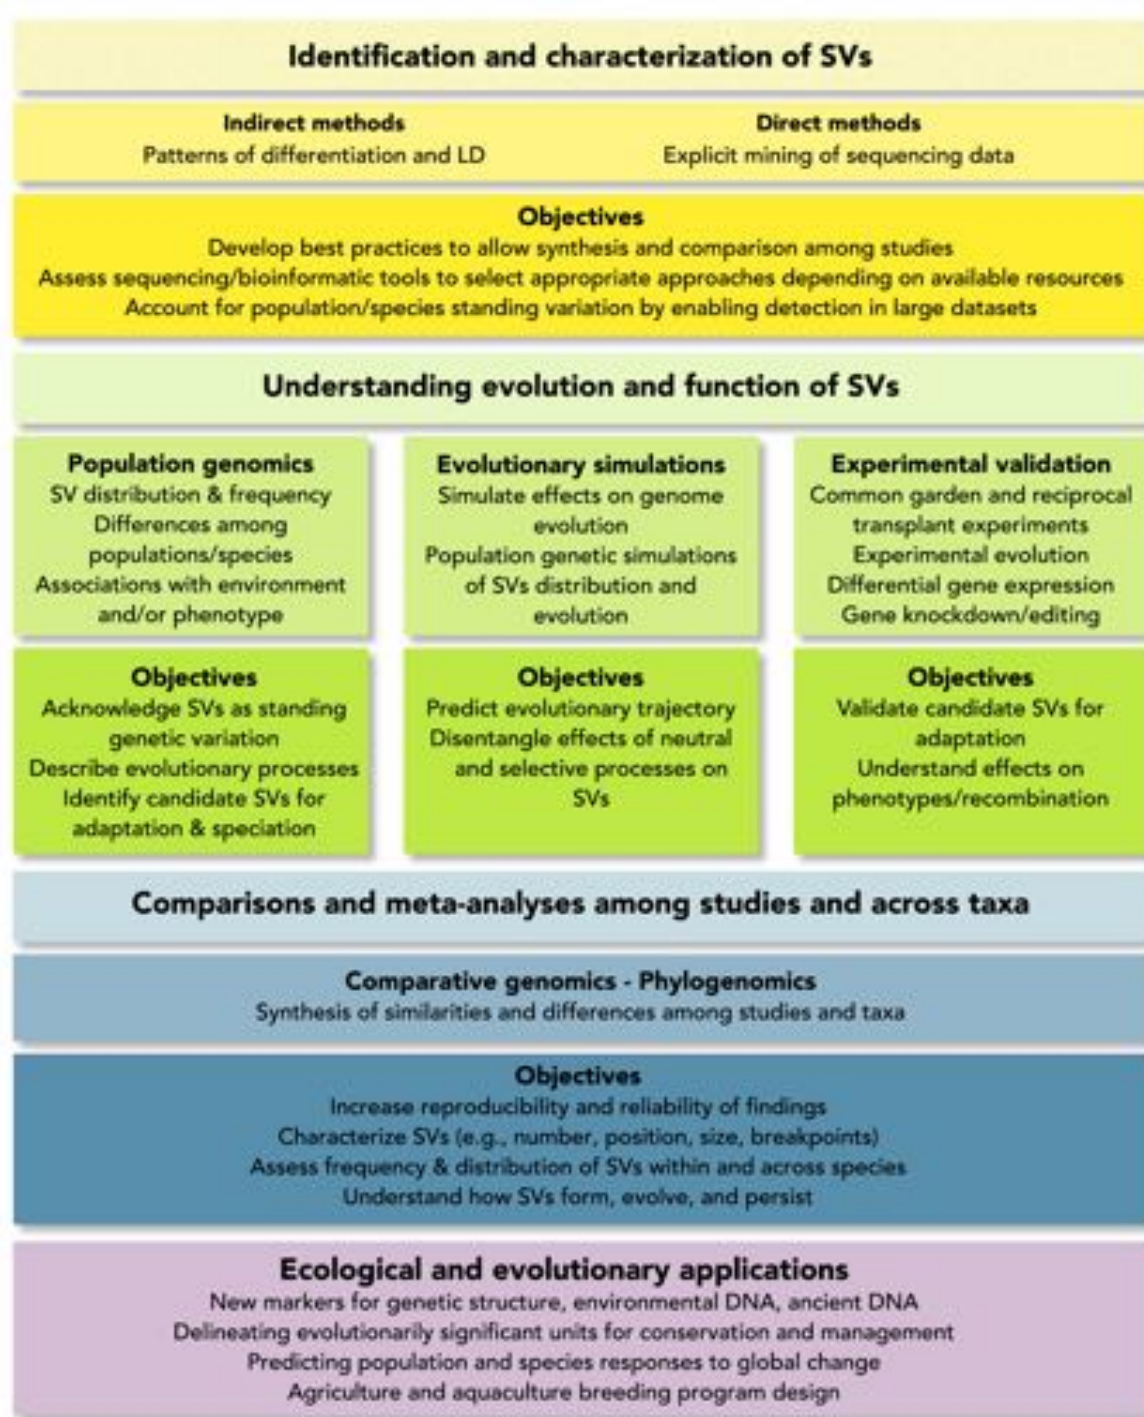 Identification and characterization of SVs
Indirect methods
Patterns of differentiation and LD
Direct methods
Explicit mining of sequencing data
Objectives
Develop best practices to allow synthesis and comparison among studies
Assess sequencing/bioinformatic tools to select appropriate approaches depending on available resources
Account for population/species standing variation by enabling detection in large datasets
Understanding evolution and function of SVs
Population genomics
SV distribution & frequency
Differences among
populations/species
Associations with environment
and/or phenotype
Evolutionary simulations
Simulate effects on genome
evolution
Population genetic simulations
of SVs distribution and
evolution
Experimental validation
Common garden and reciprocal
transplant experiments
Experimental evolution
Differential gene expression
Gene knockdown/editing
Objectives
Acknowledge SVs as standing
genetic variation
Describe evolutionary processes
Identify candidate SVs for
adaptation & speciation
Objectives
Predict evolutionary trajectory
Disentangle effects of neutral
and selective processes on
SVs
Objectives
Validate candidate SVs for
adaptation
Understand effects on
phenotypes/recombination
Comparisons and meta-analyses among studies and across taxa
Comparative genomics - Phylogenomics
Synthesis of similarities and differences among studies and taxa
Objectives
Increase reproducibility and reliability of findings
Characterize SVs (e.g., number, position, size, breakpoints)
Assess frequency & distribution of SVs within and across species
Understand how SVs form, evolve, and persist
Ecological and evolutionary applications
New markers for genetic structure, environmental DNA, ancient DNA
Delineating evolutionarily significant units for conservation and management
Predicting population and species responses to global change
Agriculture and aquaculture breeding program design